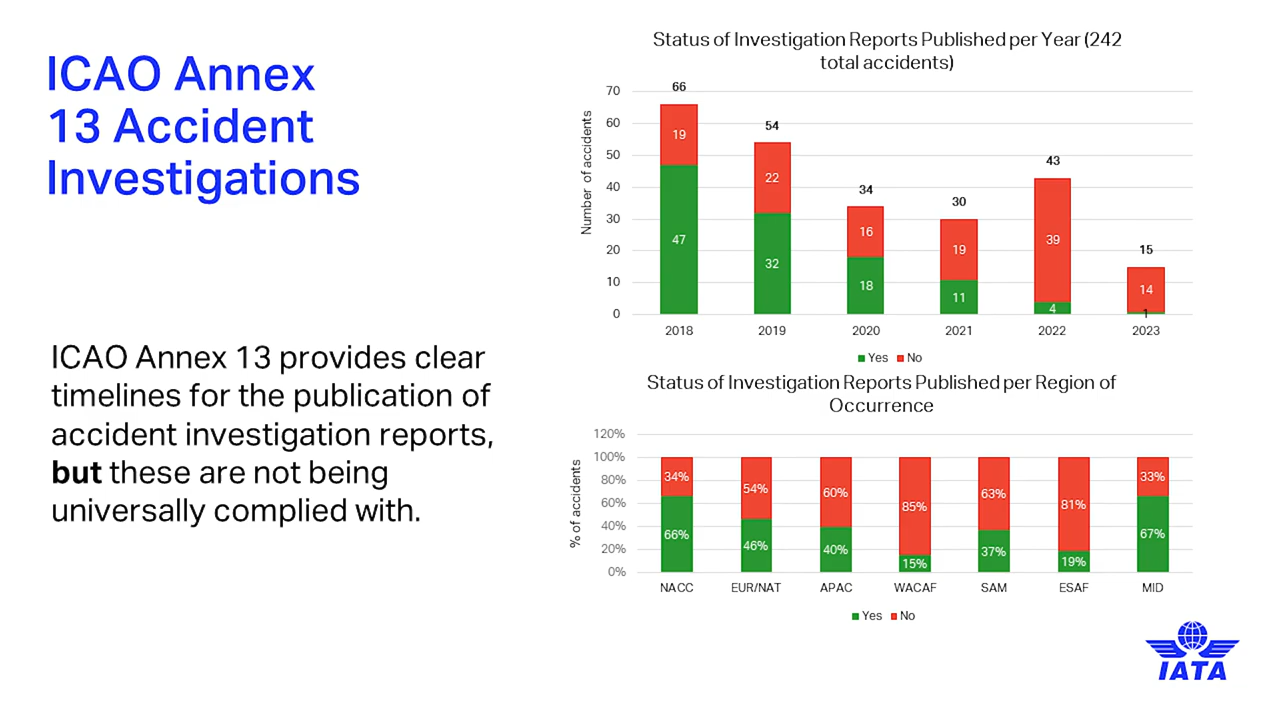 ICAO Annex
13 Accident
Investigations
ICAO Annex 13 provides clear
timelines for the publication of
accident investigation reports,
but these are not being
universally complied with.
Status of Investigation Reports Published per Year (242
total accidents)
Number of accidents
70
60
50
40
30
20
10
0
66
19
47
54
22
32
34
16
18
30
19
11
43
39
4
15
14
1
2018 2019 2020 2021 2022 2023
Yes No
Status of Investigation Reports Published per Region of
Occurrence
% of accidents
120%
100%
80%
60%
40%
20%
0%
34% 54% 60% 85% 63% 81% 33%
66% 46% 40% 15% 37% 19% 67%
NACC EUR/NAT APAC WACAF SAM ESAF MID
Yes No
IATA